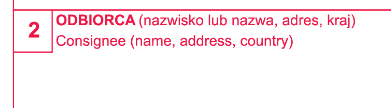 2
ODBIORCA (nazwisko lub nazwa, adres, kraj)
Consignee (name, address, country)